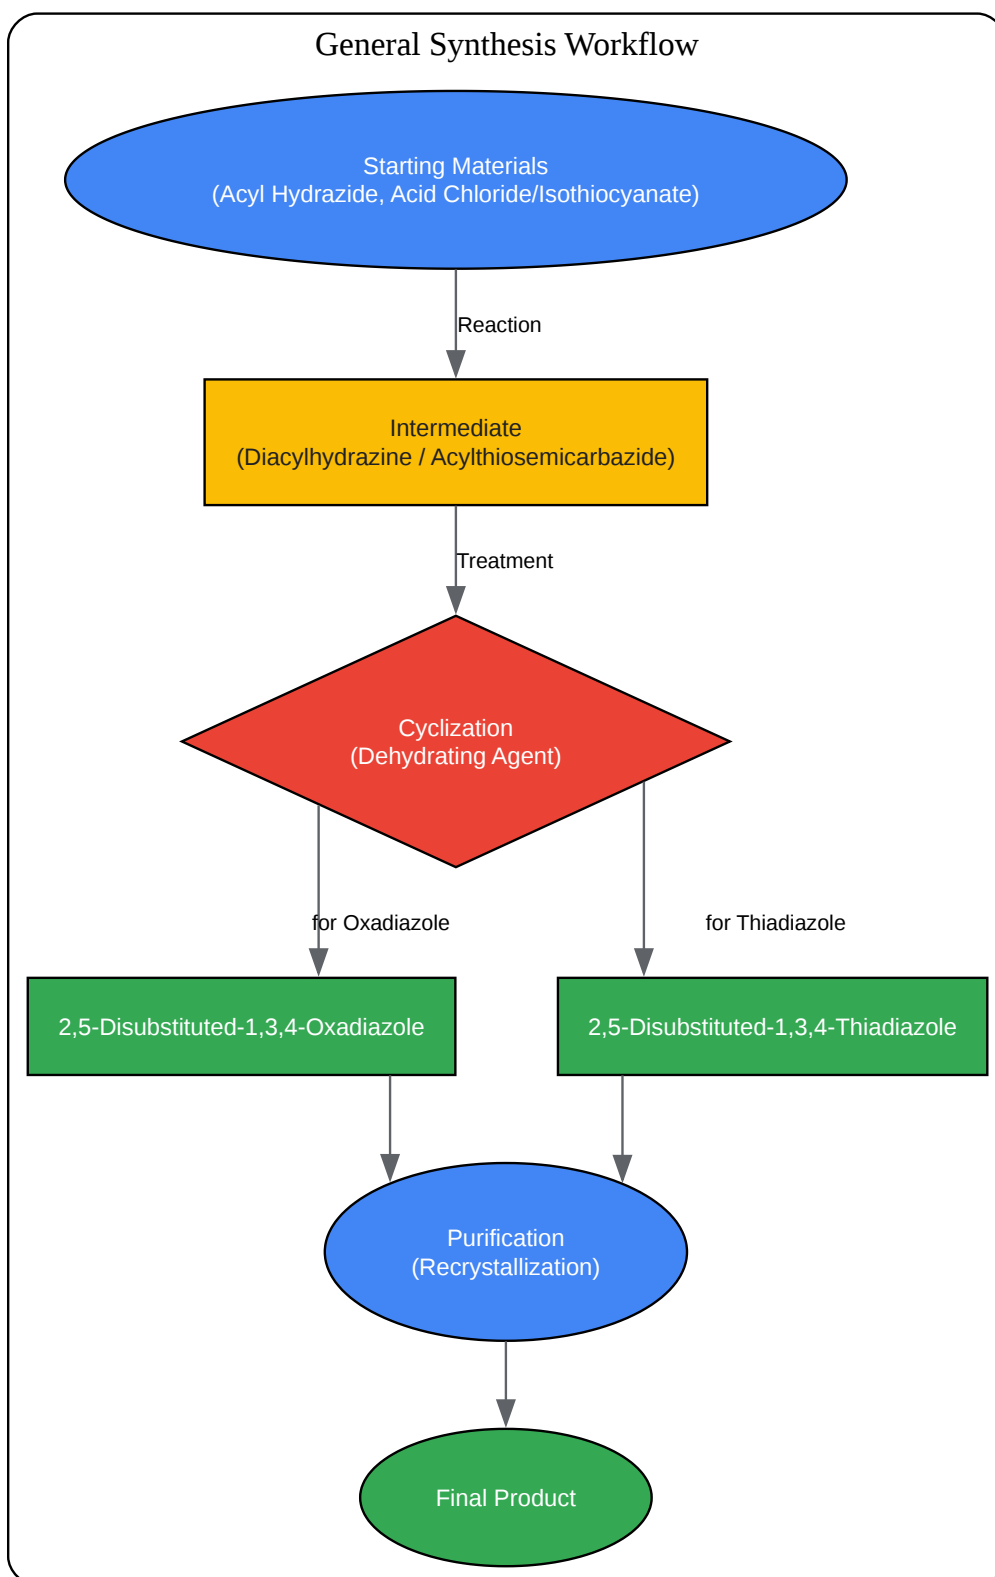 General Synthesis Workflow
Starting Materials
(Acyl Hydrazide, Acid Chloride/Isothiocyanate)
Reaction
Intermediate
(Diacylhydrazine / Acylthiosemicarbazide)
Treatment
Cyclization
(Dehydrating Agent)
for Oxadiazole
for Thiadiazole
2,5-Disubstituted-1,3,4-Oxadiazole
2,5-Disubstituted-1,3,4-Thiadiazole
Purification
(Recrystallization)
Final Product